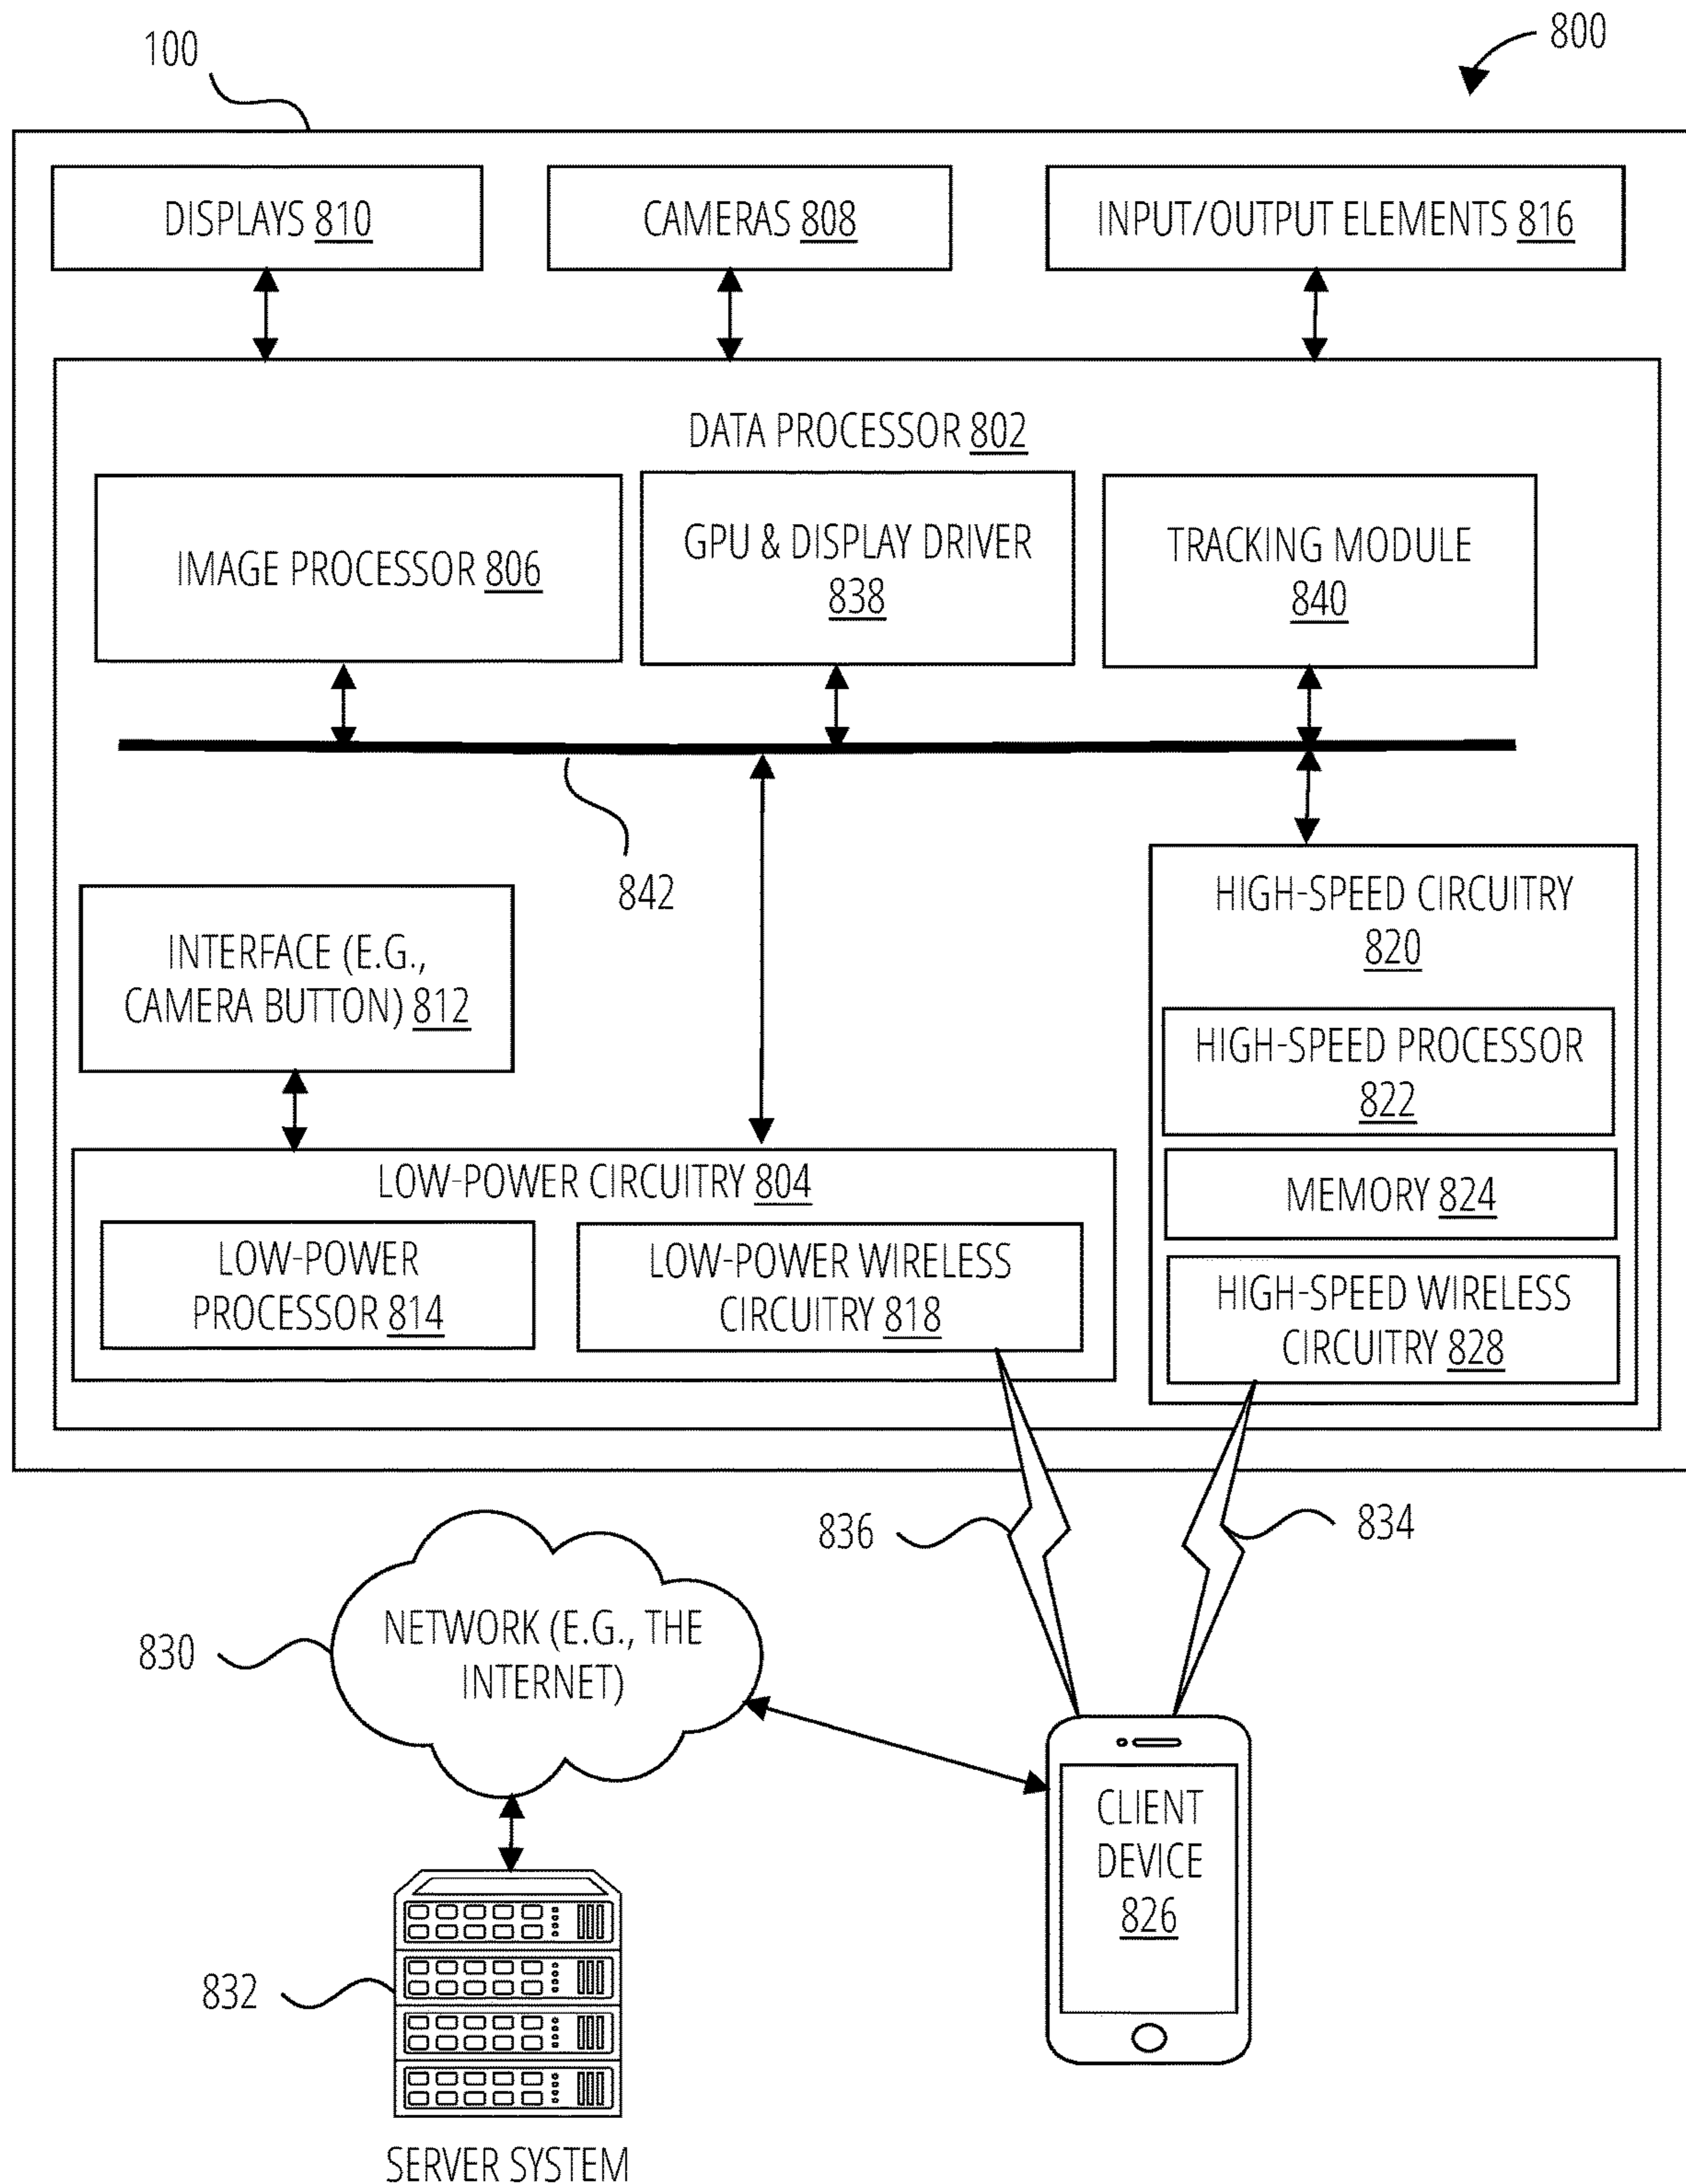 100
800
DISPLAYS 810
CAMERAS 808
INPUT/OUTPUT ELEMENTS 816
DATA PROCESSOR 802
IMAGE PROCESSOR 806
GPU & DISPLAY DRIVER
838
TRACKING MODULE
840
842
INTERFACE (E.G.,
CAMERA BUTTON) 812
HIGH-SPEED CIRCUITRY
820
HIGH-SPEED PROCESSOR
822
MEMORY 824
HIGH-SPEED WIRELESS
CIRCUITRY 828
LOW-POWER CIRCUITRY 804
LOW-POWER
PROCESSOR 814
LOW-POWER WIRELESS
CIRCUITRY 818
836
834
830
NETWORK (E.G., THE
INTERNET)
CLIENT
DEVICE
826
832
SERVER SYSTEM